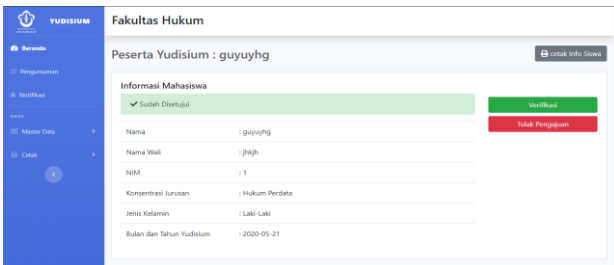 YUDISIUM
Fakultas Hukum
Beranda
Pengumuman
Notifikasi
Master Data
Cetak
Peserta Yudisium : guyuyhg
cetak Info Siswa
Informasi Mahasiswa
Sudah Disetujui
Verifikasi
Tolak Pengajuan
Nama : guyuyhg
Nama Wali : jhkjh
NIM : 1
Konsentrasi Jurusan : Hukum Perdata
Jenis Kelamin : Laki-Laki
Bulan dan Tahun Yudisium : 2020-05-21